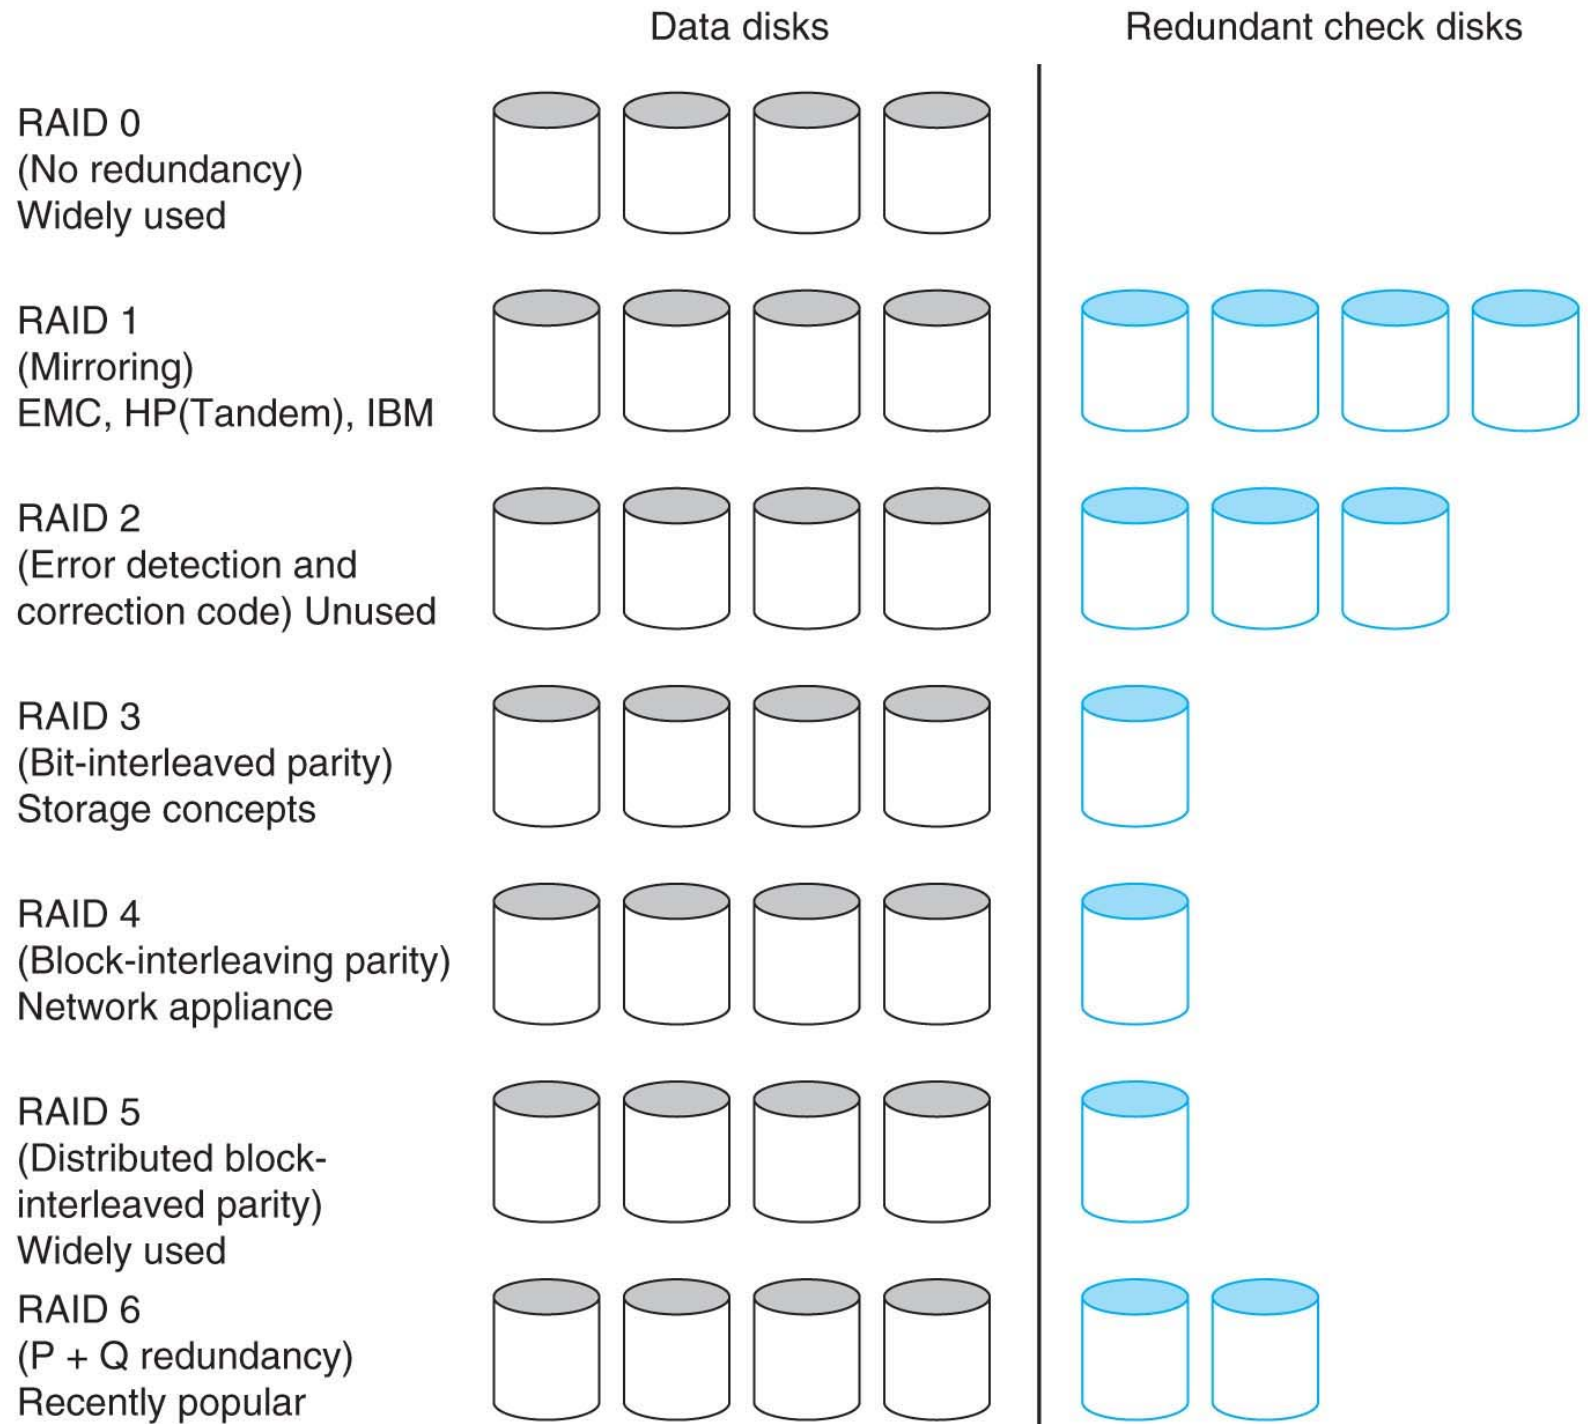 Data disks
Redundant check disks
RAID 0
(No redundancy)
Widely used
RAID 1
(Mirroring)
EMC, HP(Tandem), IBM
RAID 2
(Error detection and
correction code) Unused
RAID 3
(Bit-interleaved parity)
Storage concepts
RAID 4
(Block-interleaving parity)
Network appliance
RAID 5
(Distributed block-
interleaved parity)
Widely used
RAID 6
(P + Q redundancy)
Recently popular